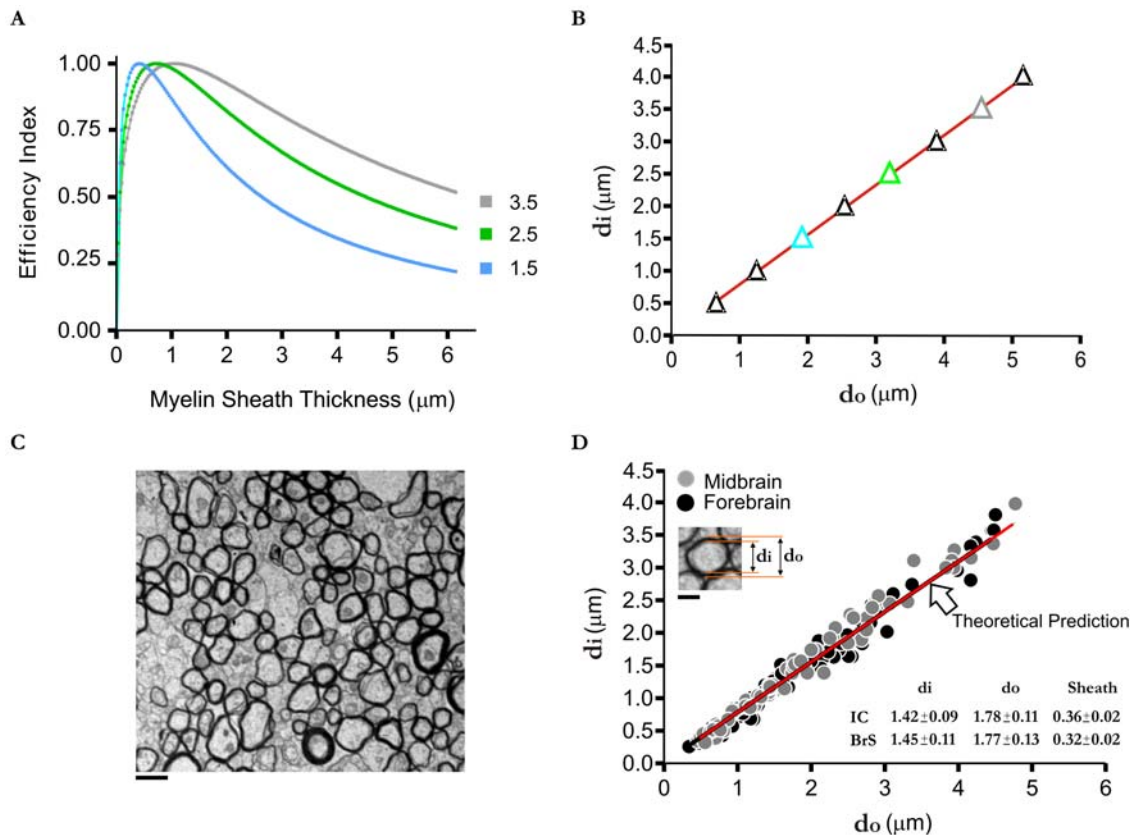 A
Efficiency Index
1.00
0.75
0.50
0.25
0.00
0 1 2 3 4 5 6
Myelin Sheath Thickness (μm)
3.5
2.5
1.5
B
di (μm)
4.5
4.0
3.5
3.0
2.5
2.0
1.5
1.0
0.5
0.0
0 1 2 3 4 5 6
do (μm)
C
D
di (μm)
4.5
4.0
3.5
3.0
2.5
2.0
1.5
1.0
0.5
0.0
Midbrain
Forebrain
di do
Theoretical Prediction
di do Sheath
IC 1.42±0.09 1.78±0.11 0.36±0.02
BrS 1.45±0.11 1.77±0.13 0.32±0.02
0 1 2 3 4 5 6
do (μm)